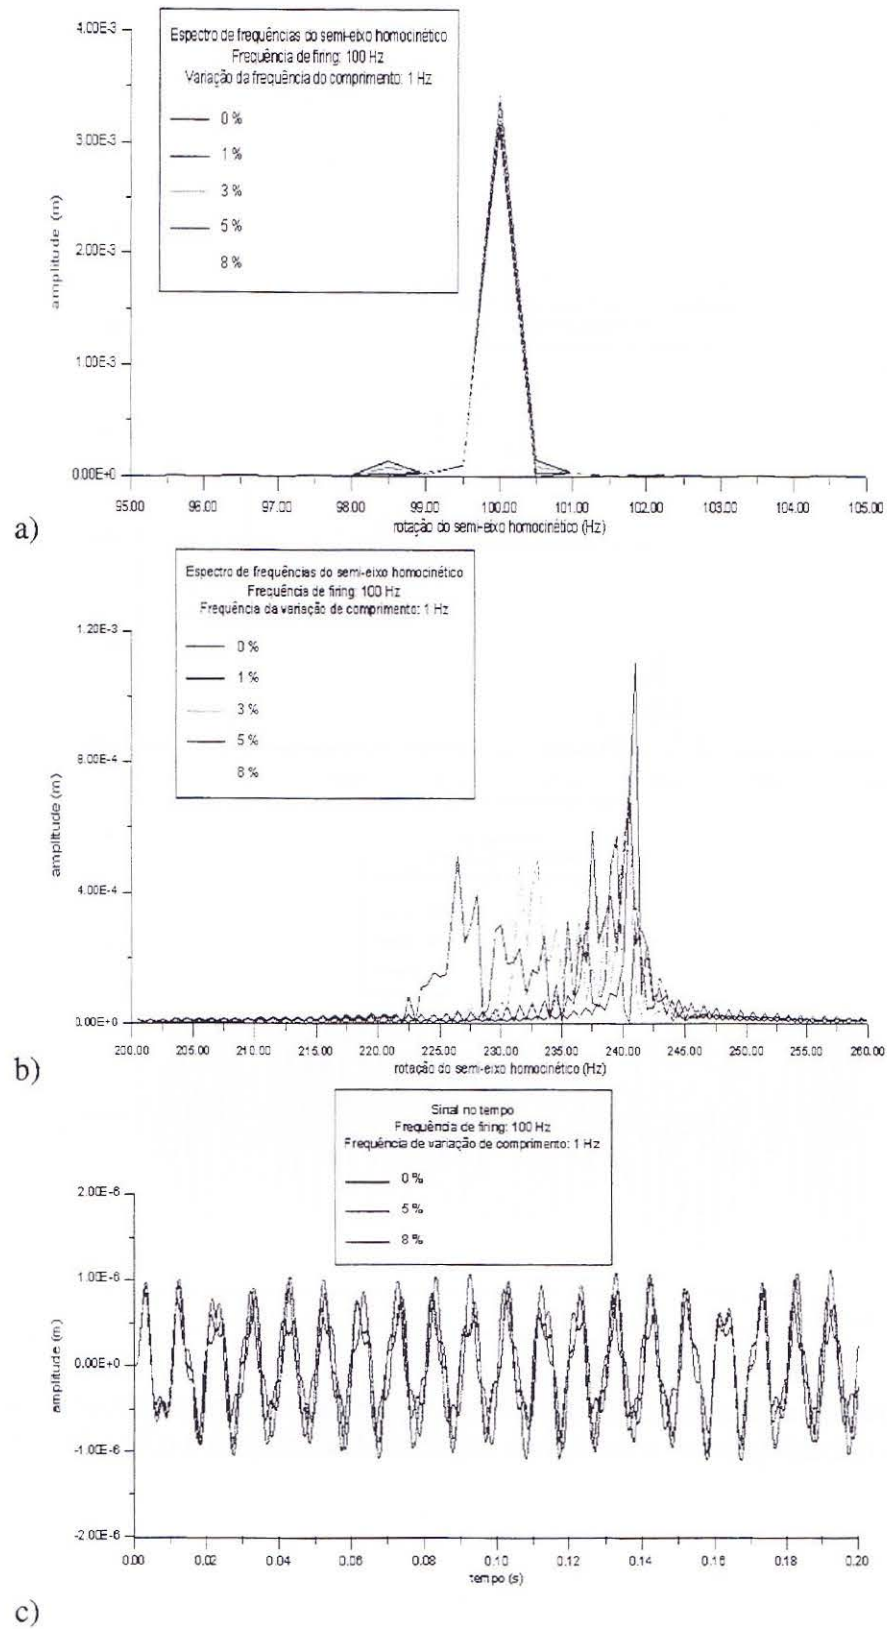 4.00E-3
3.00E-3
2.00E-3
1.00E-3
0.00E+0
amplitude (m)
Espectro de frequências do semi-eixo homocinético
Frequência de firing: 100 Hz
Variação da frequência do comprimento: 1 Hz
0 %
1 %
3 %
5 %
8 %
95.00 96.00 97.00 98.00 99.00 100.00 101.00 102.00 103.00 104.00 105.00
rotação do semi-eixo homocinético (Hz)
a)
Espectro de frequências do semi-eixo homocinético
Frequência de firing: 100 Hz
Frequência da variação de comprimento: 1 Hz
0 %
1 %
3 %
5 %
8 %
1.20E-3
8.00E-4
4.00E-4
0.00E+0
amplitude (m)
200.00 205.00 210.00 215.00 220.00 225.00 230.00 235.00 240.00 245.00 250.00 255.00 260.00
rotação do semi-eixo homocinético (Hz)
b)
Sinal no tempo
Frequência de firing: 100 Hz
Frequência de variação de comprimento: 1 Hz
0 %
5 %
8 %
2.00E-6
1.00E-6
0.00E+0
-1.00E-6
-2.00E-6
amplitude (m)
0.00 0.02 0.04 0.06 0.08 0.10 0.12 0.14 0.16 0.18 0.20
tempo (s)
c)